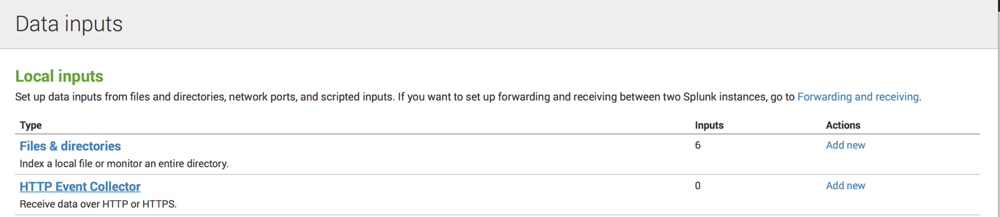 Data inputs
Local inputs
Set up data inputs from files and directories, network ports, and scripted inputs. If you want to set up forwarding and receiving between two Splunk instances, go to Forwarding and receiving.
Type Inputs Actions
Files & directories 6 Add new
Index a local file or monitor an entire directory.
HTTP Event Collector 0 Add new
Receive data over HTTP or HTTPS.